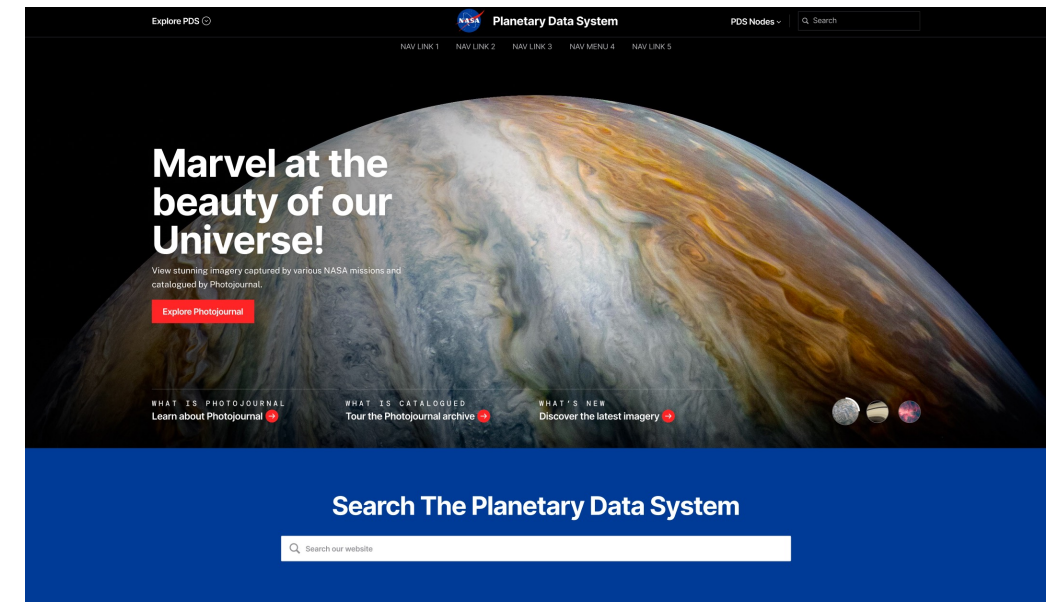 Explore PDS
NASA
Planetary Data System
PDS Nodes
Search
NAV LINK 1 NAV LINK 2 NAV LINK 3 NAV MENU 4 NAV LINK 5
Marvel at the
beauty of our
Universe!
View stunning imagery captured by various NASA missions and
catalogued by Photojournal.
Explore Photojournal
WHAT IS PHOTOJOURNAL
Learn about Photojournal
WHAT IS CATALOGUED
Tour the Photojournal archive
WHAT'S NEW
Discover the latest imagery
Search The Planetary Data System
Search our website